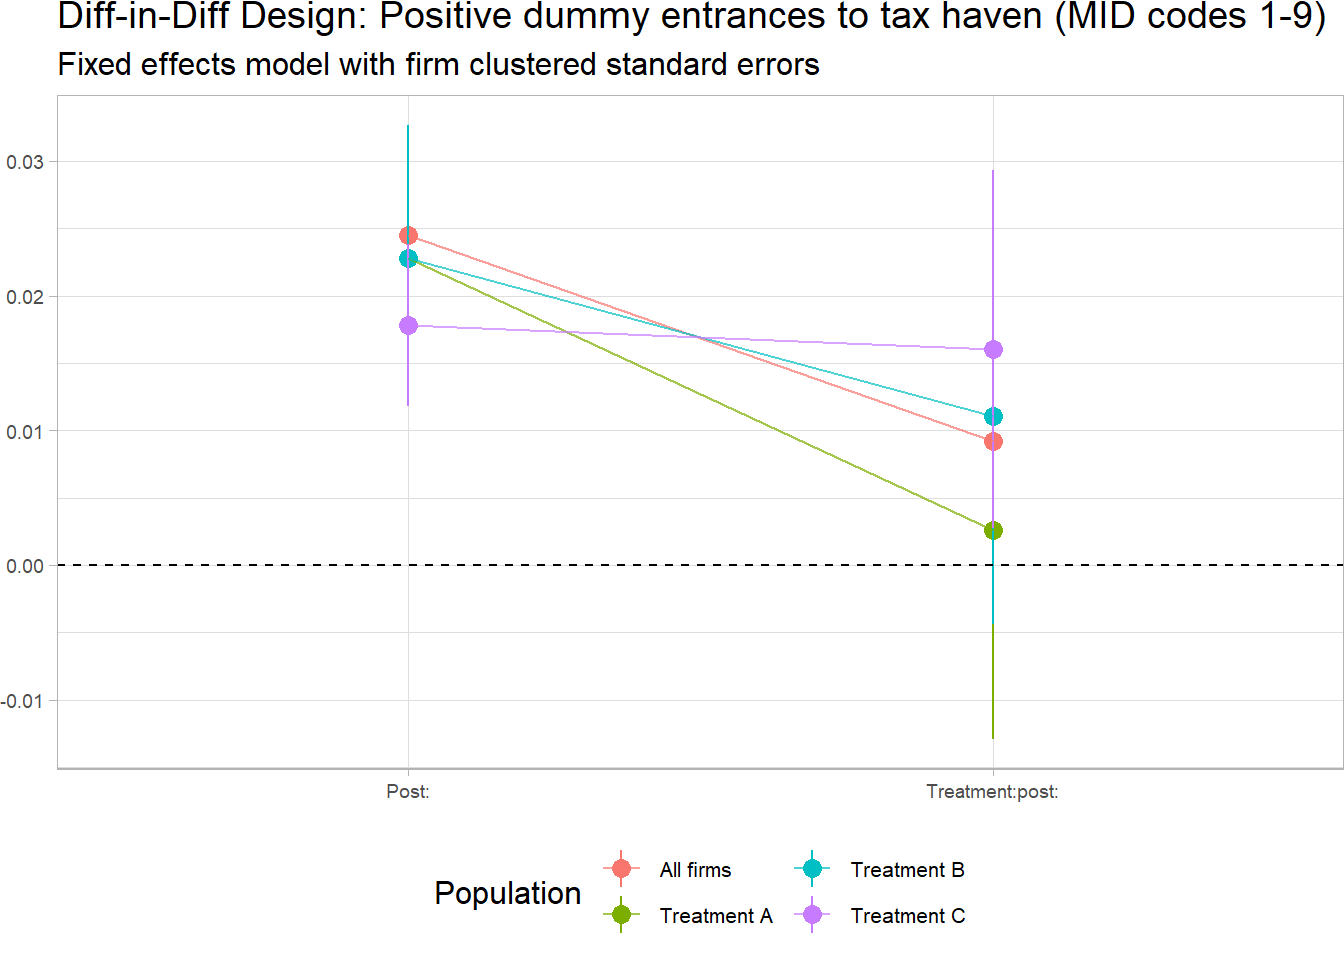 Diff-in-Diff Design: Positive dummy entrances to tax haven (MID codes 1-9)
Fixed effects model with firm clustered standard errors
0.03
0.02
0.01
0.00
-0.01
Post:
Treatment:post:
Population
All firms
Treatment B
Treatment A
Treatment C